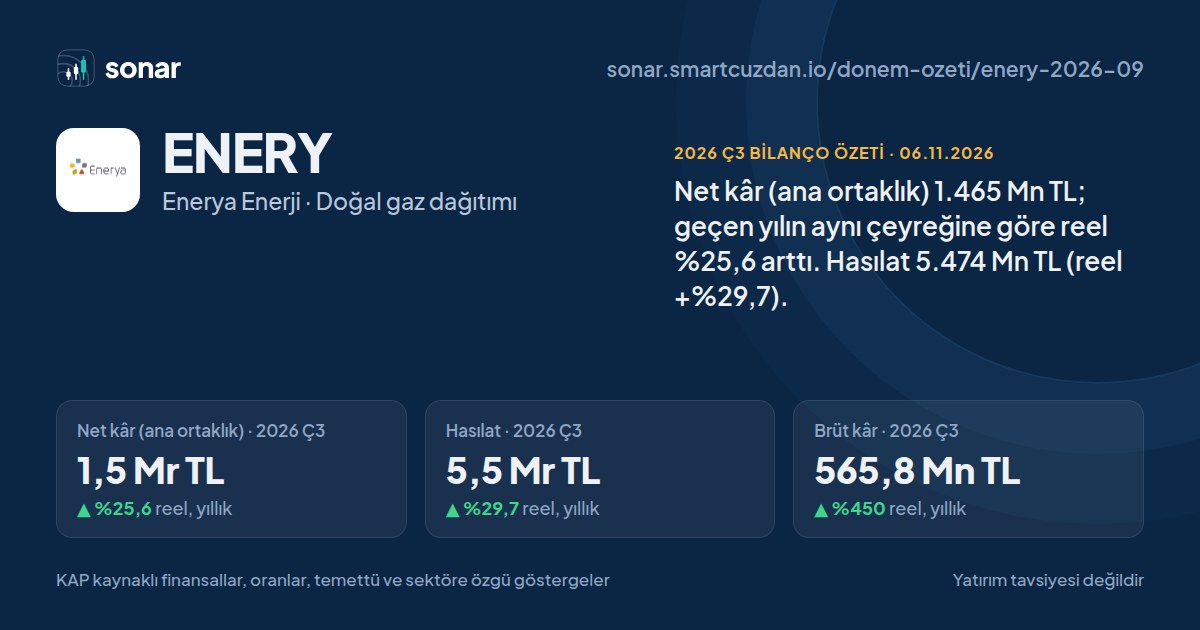 sonar
sonar.smartcuzdan.io/donem-ozeti/enery-2026-09
Enerya
ENERY
Enerya Enerji · Doğal gaz dağıtımı
2026 Ç3 BİLANÇO ÖZETİ · 06.11.2026
Net kâr (ana ortaklık) 1.465 Mn TL;
geçen yılın aynı çeyreğine göre reel
%25,6 arttı. Hasılat 5.474 Mn TL (reel
+%29,7).
Net kâr (ana ortaklık) · 2026 Ç3
1,5 Mr TL
▲ %25,6 reel, yıllık
Hasılat · 2026 Ç3
5,5 Mr TL
▲ %29,7 reel, yıllık
Brüt kâr · 2026 Ç3
565,8 Mn TL
▲ %450 reel, yıllık
KAP kaynaklı finansallar, oranlar, temettü ve sektöre özgü göstergeler
Yatırım tavsiyesi değildir